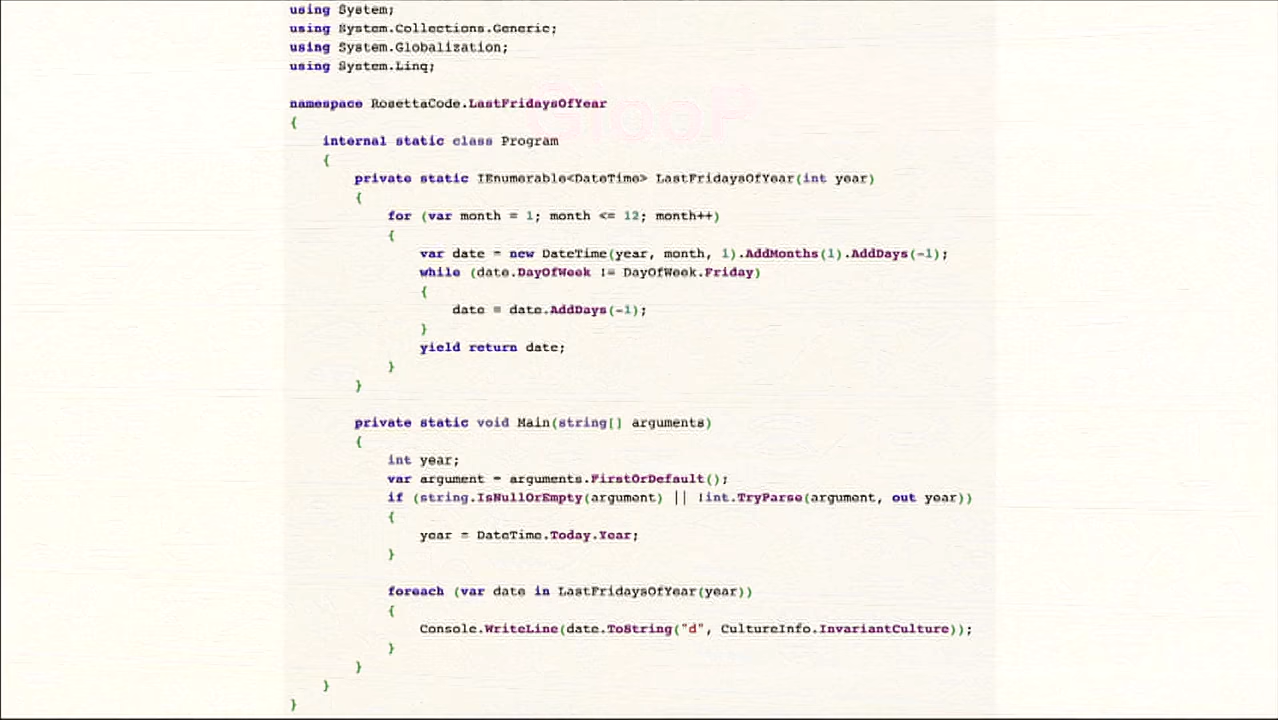 using System;
using System.Collections.Generic;
using System.Globalization;
using System.Linq;
namespace RosettaCode.LastFridaysOfYear
{
    internal static class Program
    {
        private static IEnumerable<DateTime> LastFridaysOfYear(int year)
        {
            for (var month = 1; month <= 12; month++)
            {
                var date = new DateTime(year, month, 1).AddMonths(1).AddDays(-1);
                while (date.DayOfWeek != DayOfWeek.Friday)
                {
                    date = date.AddDays(-1);
                }
                yield return date;
            }
        }
        private static void Main(string[] arguments)
        {
            int year;
            var argument = arguments.FirstOrDefault();
            if (string.IsNullOrEmpty(argument) || !int.TryParse(argument, out year))
            {
                year = DateTime.Today.Year;
            }
            foreach (var date in LastFridaysOfYear(year))
            {
                Console.WriteLine(date.ToString("d", CultureInfo.InvariantCulture));
            }
        }
    }
}